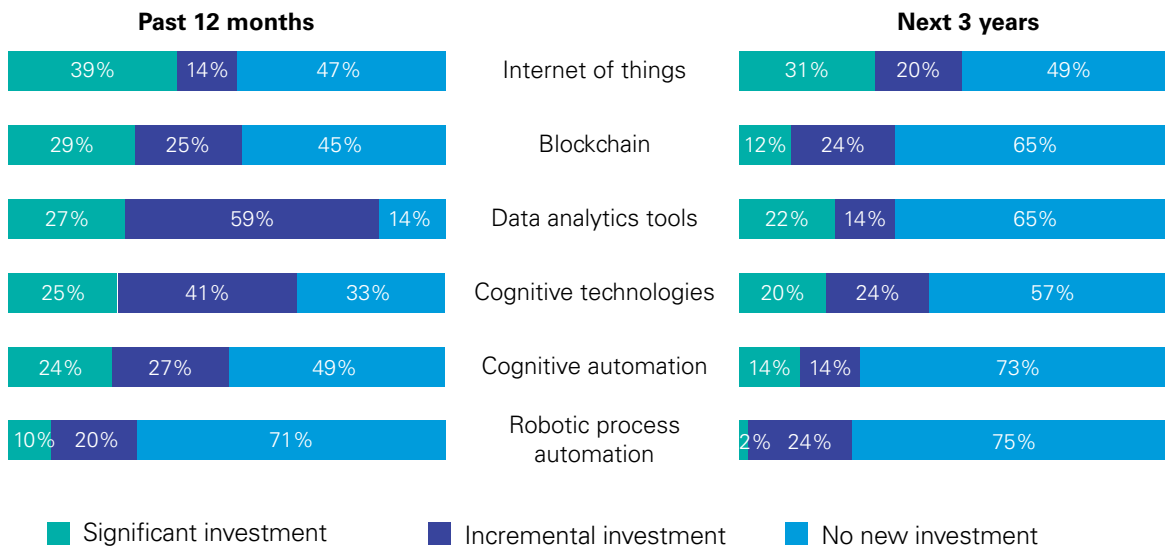 Past 12 months
Next 3 years
39% 14% 47%
Internet of things
31% 20% 49%
29% 25% 45%
Blockchain
12% 24% 65%
27% 59% 14%
Data analytics tools
22% 14% 65%
25% 41% 33%
Cognitive technologies
20% 24% 57%
24% 27% 49%
Cognitive automation
14% 14% 73%
10% 20% 71%
Robotic process
automation
2% 24% 75%
Significant investment
Incremental investment
No new investment